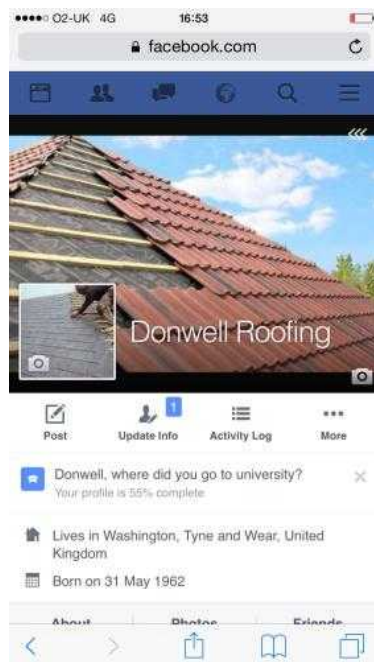 O2-UK 4G 16:53
facebook.com
Donwell Roofing
1
Post Update Info Activity Log More
Donwell, where did you go to university?
Your profile is 55% complete
Lives in Washington, Tyne and Wear, United
Kingdom
Born on 31 May 1962
About Photos Friends